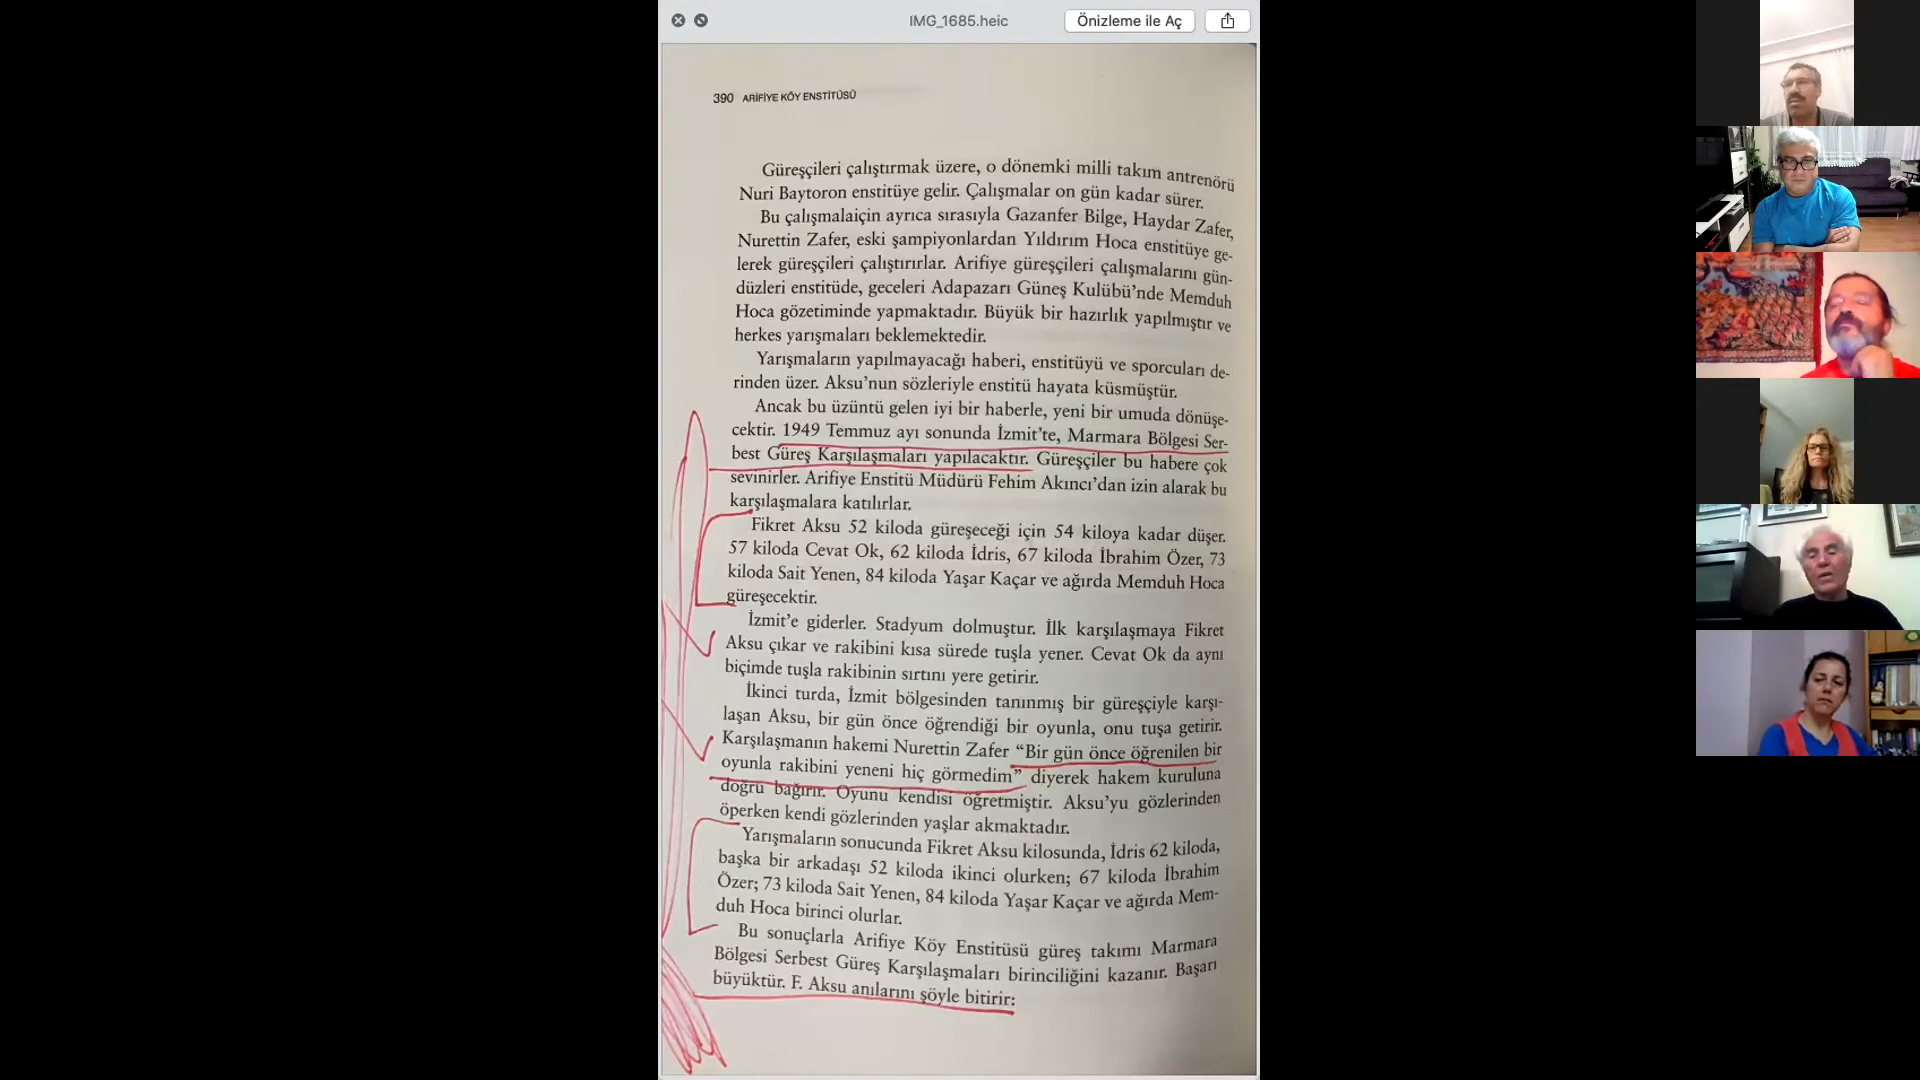 IMG_1685.heic
Önizleme ile Aç
390 ARİFİYE KÖY ENSTİTÜSÜ
Güreşçileri çalıştırmak üzere, o dönemki milli takım antrenörü
Nuri Baytoron enstitüye gelir. Çalışmalar on gün kadar sürer.
Bu çalışmalaiçin ayrıca sırasıyla Gazanfer Bilge, Haydar Zafer,
Nurettin Zafer, eski şampiyonlardan Yıldırım Hoca enstitüye ge-
lerek güreşçileri çalıştırırlar. Arifiye güreşçileri çalışmalarını gün-
düzleri enstitüde, geceleri Adapazarı Güneş Kulübü’nde Memduh
Hoca gözetiminde yapmaktadır. Büyük bir hazırlık yapılmıştır ve
herkes yarışmaları beklemektedir.
Yarışmaların yapılmayacağı haberi, enstitüyü ve sporcuları de-
rinden üzer. Aksu’nun sözleriyle enstitü hayata küsmüştür.
Ancak bu üzüntü gelen iyi bir haberle, yeni bir umuda dönüşe-
cektir. 1949 Temmuz ayı sonunda İzmit’te, Marmara Bölgesi Ser-
best Güreş Karşılaşmaları yapılacaktır. Güreşçiler bu habere çok
sevinirler. Arifiye Enstitü Müdürü Fehim Akıncı’dan izin alarak bu
karşılaşmalara katılırlar.
Fikret Aksu 52 kiloda güreşeceği için 54 kiloya kadar düşer.
57 kiloda Cevat Ok, 62 kiloda İdris, 67 kiloda İbrahim Özer, 73
kiloda Sait Yenen, 84 kiloda Yaşar Kaçar ve ağırda Memduh Hoca
güreşecektir.
İzmit’e giderler. Stadyum dolmuştur. İlk karşılaşmaya Fikret
Aksu çıkar ve rakibini kısa sürede tuşla yener. Cevat Ok da aynı
biçimde tuşla rakibinin sırtını yere getirir.
İkinci turda, İzmit bölgesinden tanınmış bir güreşçiyle karşı-
laşan Aksu, bir gün önce öğrendiği bir oyunla, onu tuşa getirir.
Karşılaşmanın hakemi Nurettin Zafer “Bir gün önce öğrenilen bir
oyunla rakibini yeneni hiç görmedim” diyerek hakem kuruluna
doğru bağırır. Oyunu kendisi öğretmiştir. Aksu’yu gözlerinden
öperken kendi gözlerinden yaşlar akmaktadır.
Yarışmaların sonucunda Fikret Aksu kilosunda, İdris 62 kiloda,
başka bir arkadaşı 52 kiloda ikinci olurken; 67 kiloda İbrahim
Özer; 73 kiloda Sait Yenen, 84 kiloda Yaşar Kaçar ve ağırda Mem-
duh Hoca birinci olurlar.
Bu sonuçlarla Arifiye Köy Enstitüsü güreş takımı Marmara
Bölgesi Serbest Güreş Karşılaşmaları birinciliğini kazanır. Başarı
büyüktür. F. Aksu anılarını şöyle bitirir: